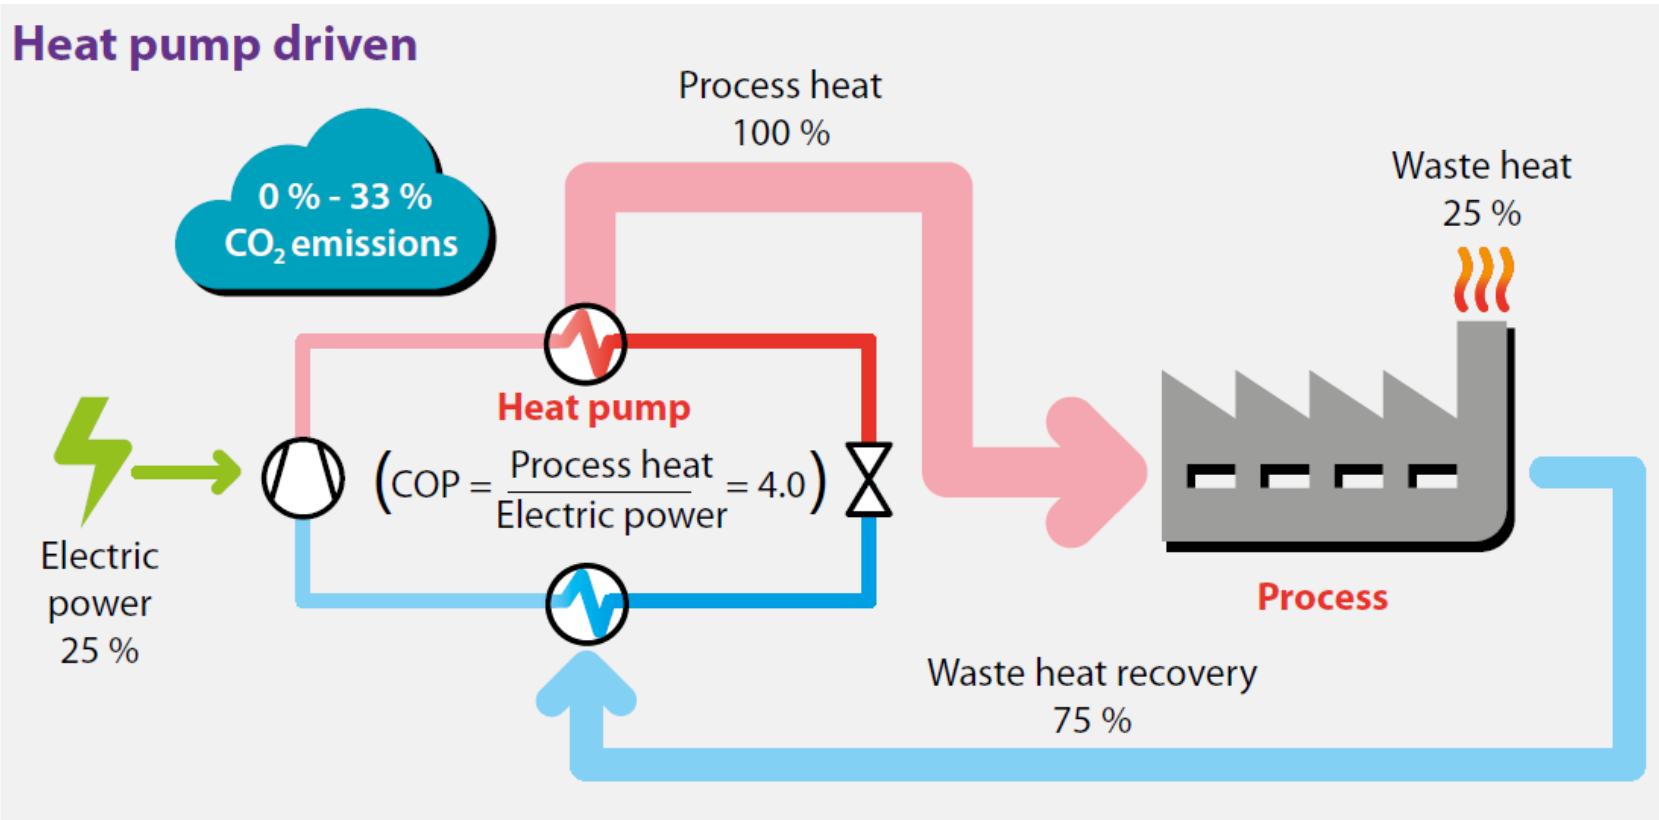 Heat pump driven
Process heat
100 %
0 % - 33 %
CO₂ emissions
Waste heat
25 %
Heat pump
(COP = Process heat / Electric power = 4.0)
Electric
power
25 %
Process
Waste heat recovery
75 %